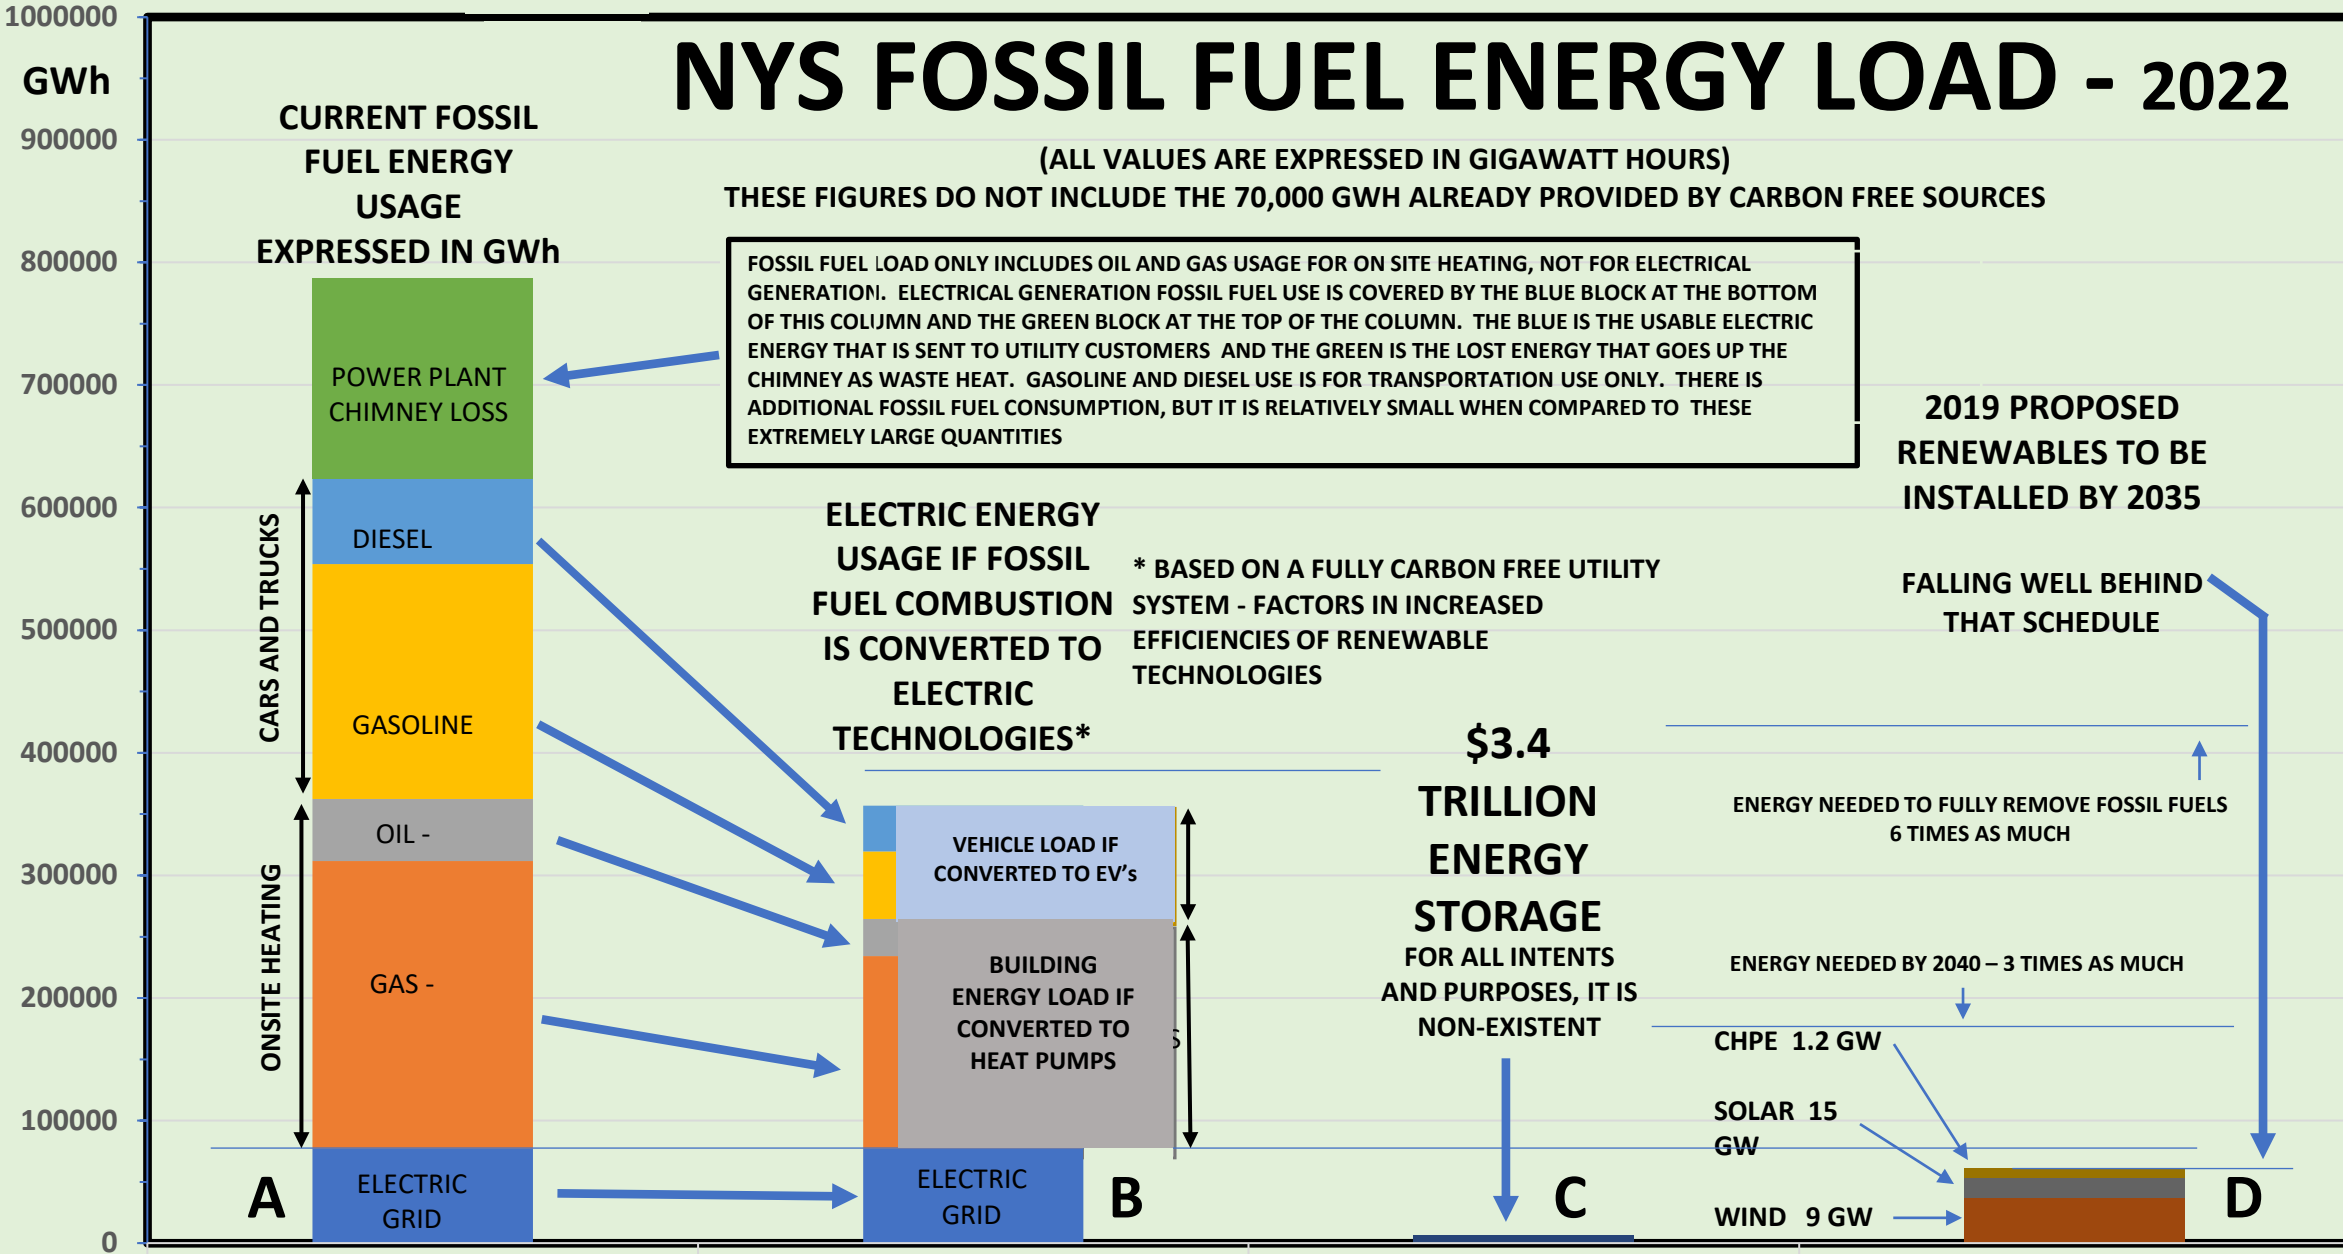 1000000
GWh
900000
800000
700000
600000
500000
400000
300000
200000
100000
0
NYS FOSSIL FUEL ENERGY LOAD - 2022
(ALL VALUES ARE EXPRESSED IN GIGAWATT HOURS)
THESE FIGURES DO NOT INCLUDE THE 70,000 GWH ALREADY PROVIDED BY CARBON FREE SOURCES
CURRENT FOSSIL
FUEL ENERGY
USAGE
EXPRESSED IN GWh
FOSSIL FUEL LOAD ONLY INCLUDES OIL AND GAS USAGE FOR ON SITE HEATING, NOT FOR ELECTRICAL
GENERATION. ELECTRICAL GENERATION FOSSIL FUEL USE IS COVERED BY THE BLUE BLOCK AT THE BOTTOM
OF THIS COLUMN AND THE GREEN BLOCK AT THE TOP OF THE COLUMN. THE BLUE IS THE USABLE ELECTRIC
ENERGY THAT IS SENT TO UTILITY CUSTOMERS AND THE GREEN IS THE LOST ENERGY THAT GOES UP THE
CHIMNEY AS WASTE HEAT. GASOLINE AND DIESEL USE IS FOR TRANSPORTATION USE ONLY. THERE IS
ADDITIONAL FOSSIL FUEL CONSUMPTION, BUT IT IS RELATIVELY SMALL WHEN COMPARED TO THESE
EXTREMELY LARGE QUANTITIES
POWER PLANT
CHIMNEY LOSS
DIESEL
GASOLINE
OIL -
GAS -
ELECTRIC
GRID
CARS AND TRUCKS
ONSITE HEATING
A
ELECTRIC ENERGY
USAGE IF FOSSIL
FUEL COMBUSTION
IS CONVERTED TO
ELECTRIC
TECHNOLOGIES*
* BASED ON A FULLY CARBON FREE UTILITY
SYSTEM - FACTORS IN INCREASED
EFFICIENCIES OF RENEWABLE
TECHNOLOGIES
VEHICLE LOAD IF
CONVERTED TO EV's
BUILDING
ENERGY LOAD IF
CONVERTED TO
HEAT PUMPS
ELECTRIC
GRID
B
$3.4
TRILLION
ENERGY
STORAGE
FOR ALL INTENTS
AND PURPOSES, IT IS
NON-EXISTENT
C
2019 PROPOSED
RENEWABLES TO BE
INSTALLED BY 2035
FALLING WELL BEHIND
THAT SCHEDULE
ENERGY NEEDED TO FULLY REMOVE FOSSIL FUELS
6 TIMES AS MUCH
ENERGY NEEDED BY 2040 – 3 TIMES AS MUCH
CHPE 1.2 GW
SOLAR 15
GW
WIND 9 GW
D